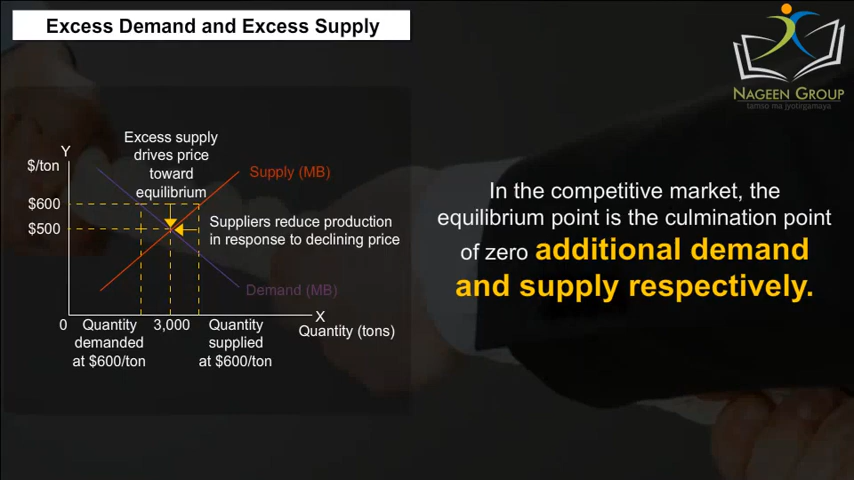 Excess Demand and Excess Supply
NAGEEN GROUP
tamso ma jyotirgamaya
Excess supply
drives price
toward
equilibrium
Y
$/ton
Supply (MB)
$600
$500
Suppliers reduce production
in response to declining price
Demand (MB)
X
0
Quantity
demanded
at $600/ton
3,000
Quantity
supplied
at $600/ton
Quantity (tons)
In the competitive market, the
equilibrium point is the culmination point
of zero additional demand
and supply respectively.